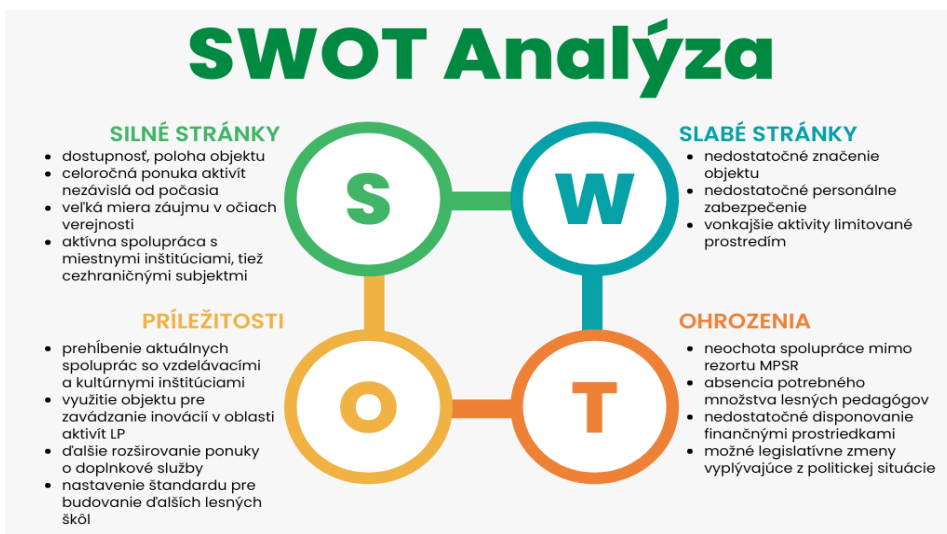 SWOT Analýza
SILNÉ STRÁNKY
• dostupnosť, poloha objektu
• celoročná ponuka aktivít
nezávislá od počasia
• veľká miera záujmu v očiach
verejnosti
• aktívna spolupráca s
miestnymi inštitúciami, tiež
cezhraničnými subjektmi
S
W
SLABÉ STRÁNKY
• nedostatočné značenie
objektu
• nedostatočné personálne
zabezpečenie
• vonkajšie aktivity limitované
prostredím
PRÍLEŽITOSTI
• prehĺbenie aktuálnych
spoluprác so vzdelávacími
a kultúrnymi inštitúciami
• využitie objektu pre
zavádzanie inovácií v oblasti
aktivít LP
• ďalšie rozširovanie ponuky
o doplnkové služby
• nastavenie štandardu pre
budovanie ďalších lesných
škôl
O
T
OHROZENIA
• neochota spolupráce mimo
rezortu MPSR
• absencia potrebného
množstva lesných pedagógov
• nedostatočné disponovanie
finančnými prostriedkami
• možné legislatívne zmeny
vyplývajúce z politickej situácie